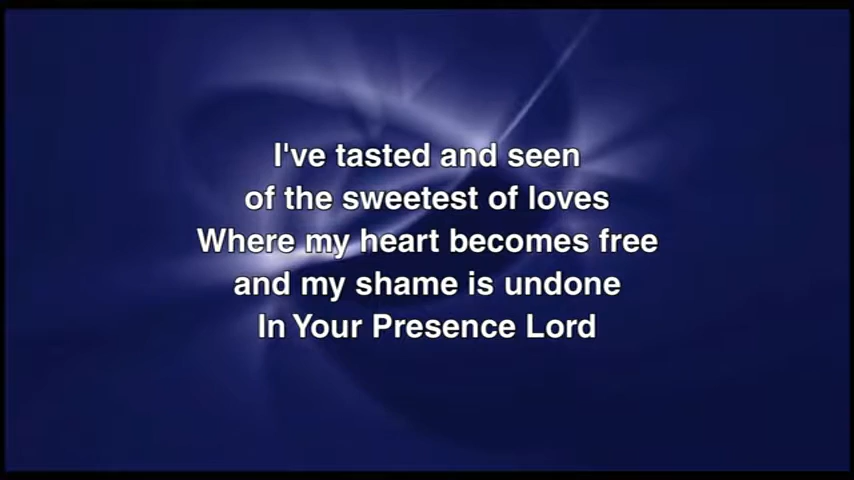 I've tasted and seen
of the sweetest of loves
Where my heart becomes free
and my shame is undone
In Your Presence Lord